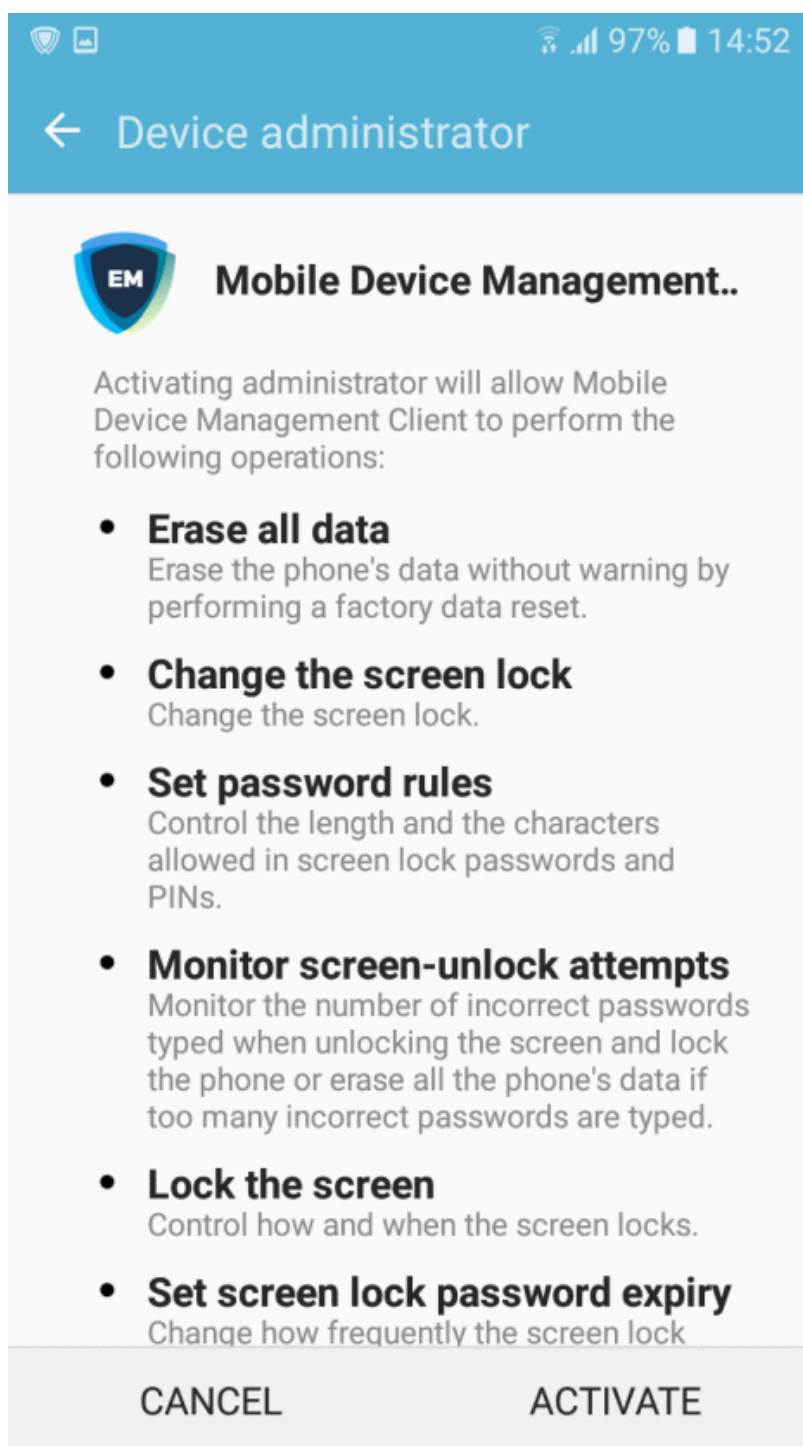 97% 14:52
Device administrator
EM
Mobile Device Management..
Activating administrator will allow Mobile
Device Management Client to perform the
following operations:
• Erase all data
Erase the phone's data without warning by
performing a factory data reset.
• Change the screen lock
Change the screen lock.
• Set password rules
Control the length and the characters
allowed in screen lock passwords and
PINs.
• Monitor screen-unlock attempts
Monitor the number of incorrect passwords
typed when unlocking the screen and lock
the phone or erase all the phone's data if
too many incorrect passwords are typed.
• Lock the screen
Control how and when the screen locks.
• Set screen lock password expiry
Change how frequently the screen lock
CANCEL ACTIVATE